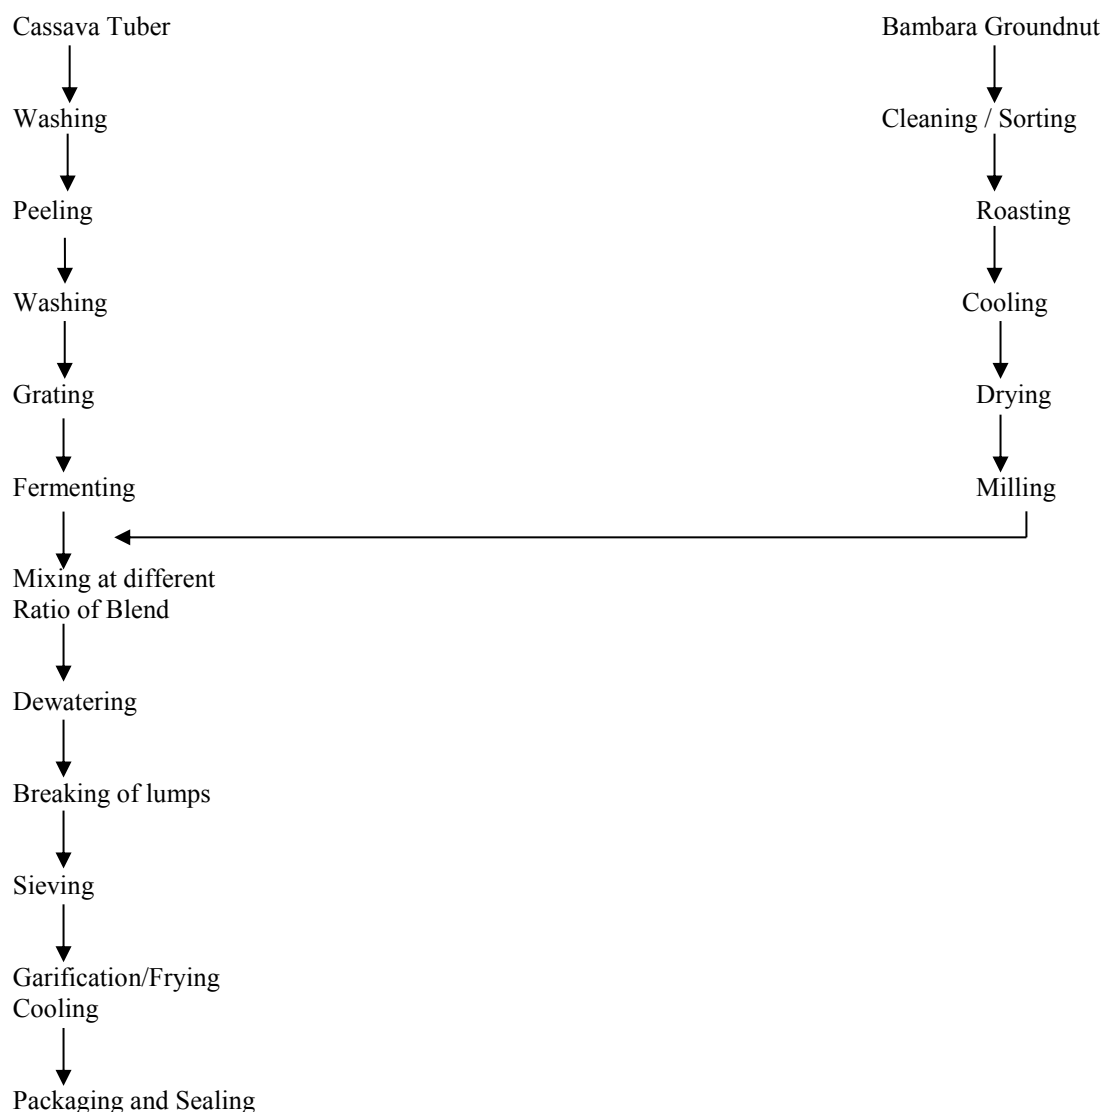 Cassava Tuber
Bambara Groundnut
Washing
Cleaning / Sorting
Peeling
Roasting
Washing
Cooling
Grating
Drying
Fermenting
Milling
Mixing at different
Ratio of Blend
Dewatering
Breaking of lumps
Sieving
Garification/Frying
Cooling
Packaging and Sealing